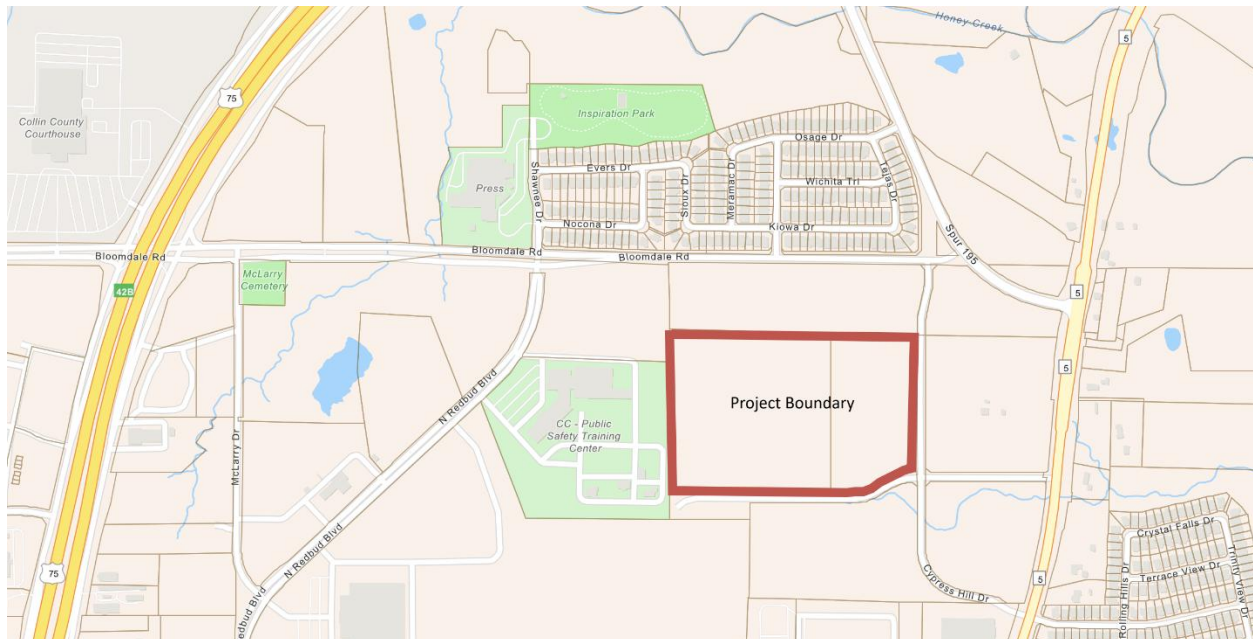 Honey Creek
5
75
Collin County
Courthouse
Inspiration Park
Osage Dr
Evers Dr
Shawnee Dr
Press
Sioux Dr
Meramac Dr
Wichita Trl
Tejas Dr
Nocona Dr
Kiowa Dr
Spur 195
Bloomdale Rd
Bloomdale Rd
Bloomdale Rd
McLarry
Cemetery
42B
5
5
N Redbud Blvd
Project Boundary
CC - Public
Safety Training
Center
McLarry Dr
N Redbud Blvd
Crystal Falls Dr
Trinity View Dr
Terrace View Dr
Rolling Hills Dr
Cypress Hill Dr
75
5
edbud Blvd